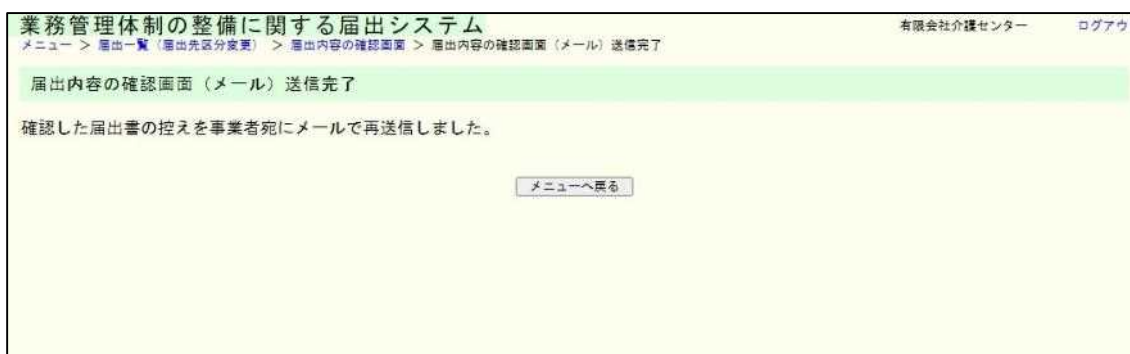 業務管理体制の整備に関する届出システム
有限会社介護センター ログアウ
メニュー > 届出一覧（届出先区分変更） > 届出内容の確認画面 > 届出内容の確認画面（メール）送信完了
届出内容の確認画面（メール）送信完了
確認した届出書の控えを事業者宛にメールで再送信しました。
メニューへ戻る